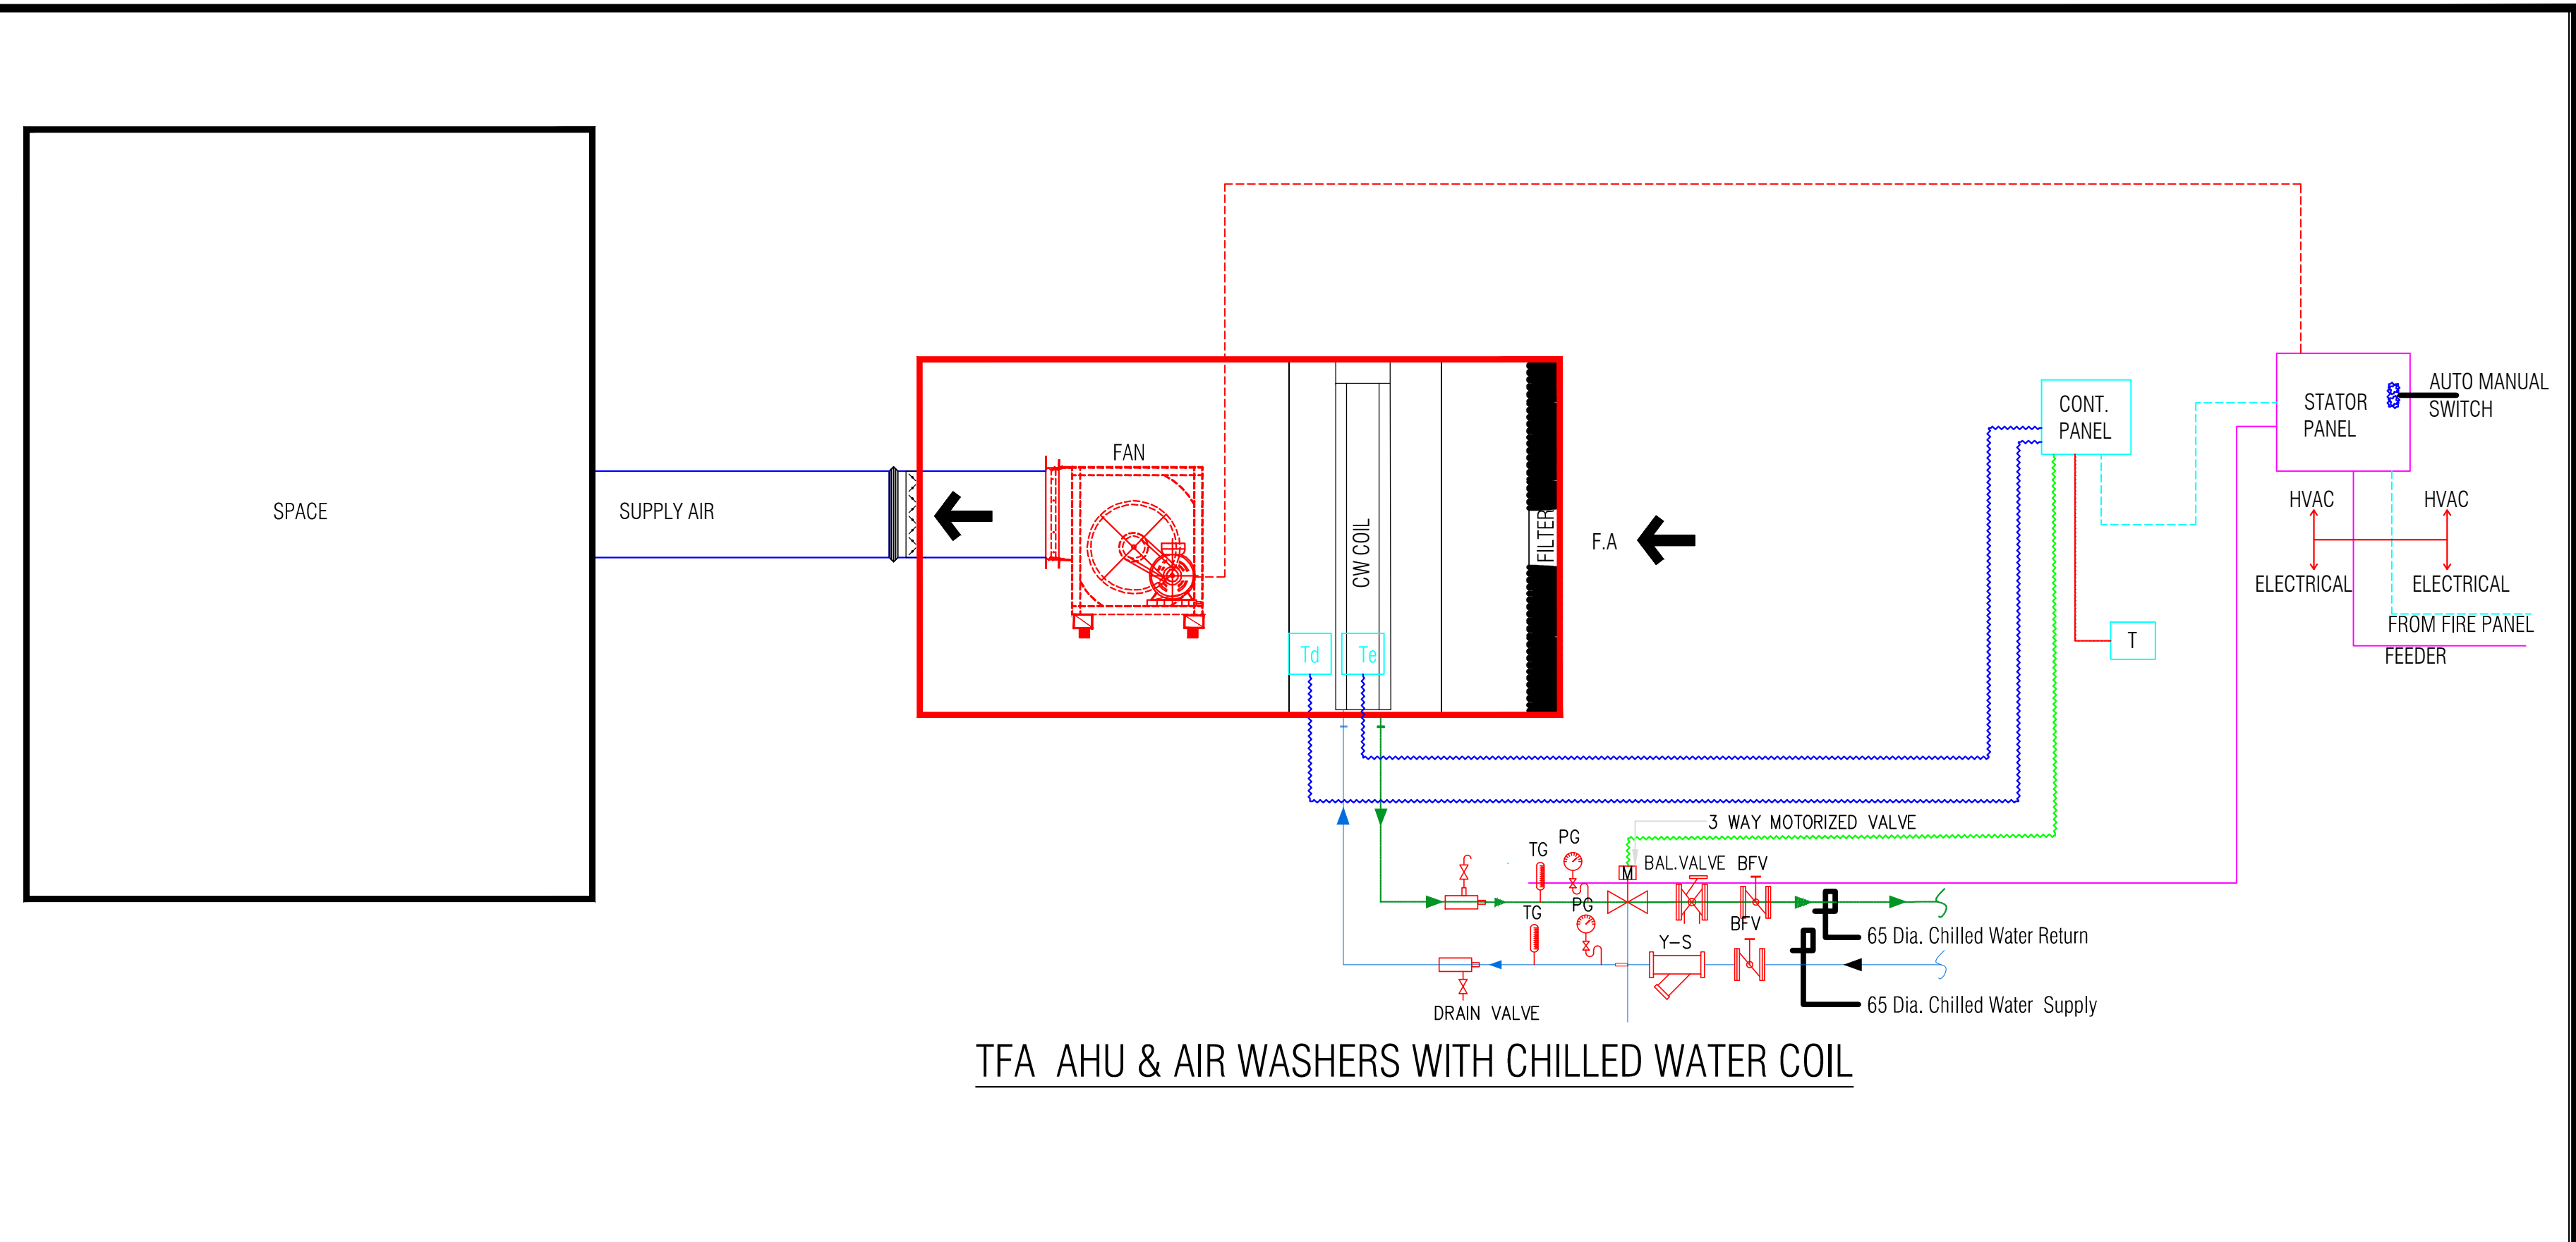 AUTO MANUAL
SWITCH
CONT.
PANEL
STATOR
PANEL
FAN
HVAC
HVAC
SPACE
SUPPLY AIR
CW COIL
FILTER
F.A
ELECTRICAL
ELECTRICAL
FROM FIRE PANEL
T
Td
Te
FEEDER
3 WAY MOTORIZED VALVE
PG
TG
BAL.VALVE
BFV
M
PG
TG
BFV
65 Dia. Chilled Water Return
Y-S
65 Dia. Chilled Water Supply
DRAIN VALVE
TFA AHU & AIR WASHERS WITH CHILLED WATER COIL